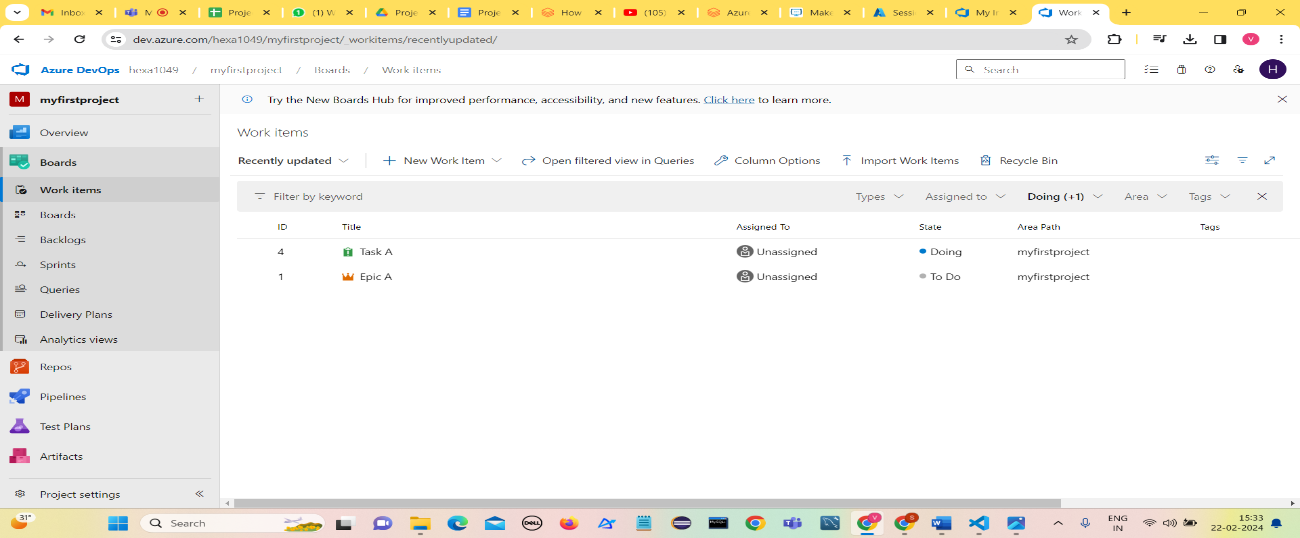 Inbo M Proje (1) W Proje Proje How (105) Azur Make Sessi My In Work
dev.azure.com/hexa1049/myfirstproject/_workitems/recentlyupdated/ V
Azure DevOps hexa1049 / myfirstproject / Boards / Work items Search H
M myfirstproject +
Try the New Boards Hub for improved performance, accessibility, and new features. Click here to learn more.
Overview
Boards
Work items
Boards
Backlogs
Sprints
Queries
Delivery Plans
Analytics views
Repos
Pipelines
Test Plans
Artifacts
Project settings
Work items
Recently updated New Work Item Open filtered view in Queries Column Options Import Work Items Recycle Bin
Filter by keyword Types Assigned to Doing (+1) Area Tags
ID Title Assigned To State Area Path Tags
4 Task A Unassigned Doing myfirstproject
1 Epic A Unassigned To Do myfirstproject
31° Search DELL V S ENG 15:33
IN 22-02-2024